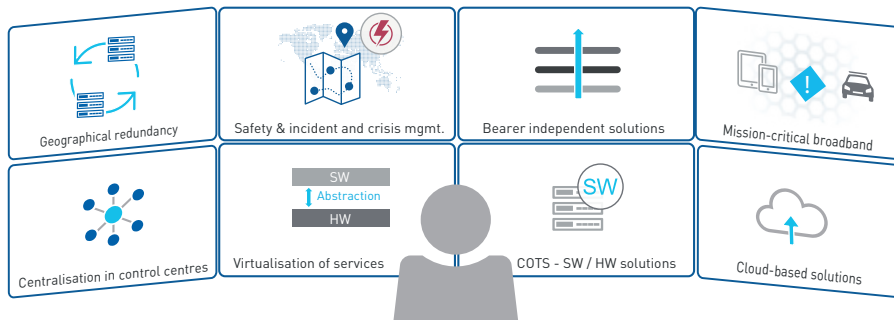 Geographical redundancy
Safety & incident and crisis mgmt.
Bearer independent solutions
!
Mission-critical broadband
Centralisation in control centres
SW
Abstraction
HW
Virtualisation of services
SW
COTS - SW / HW solutions
Cloud-based solutions